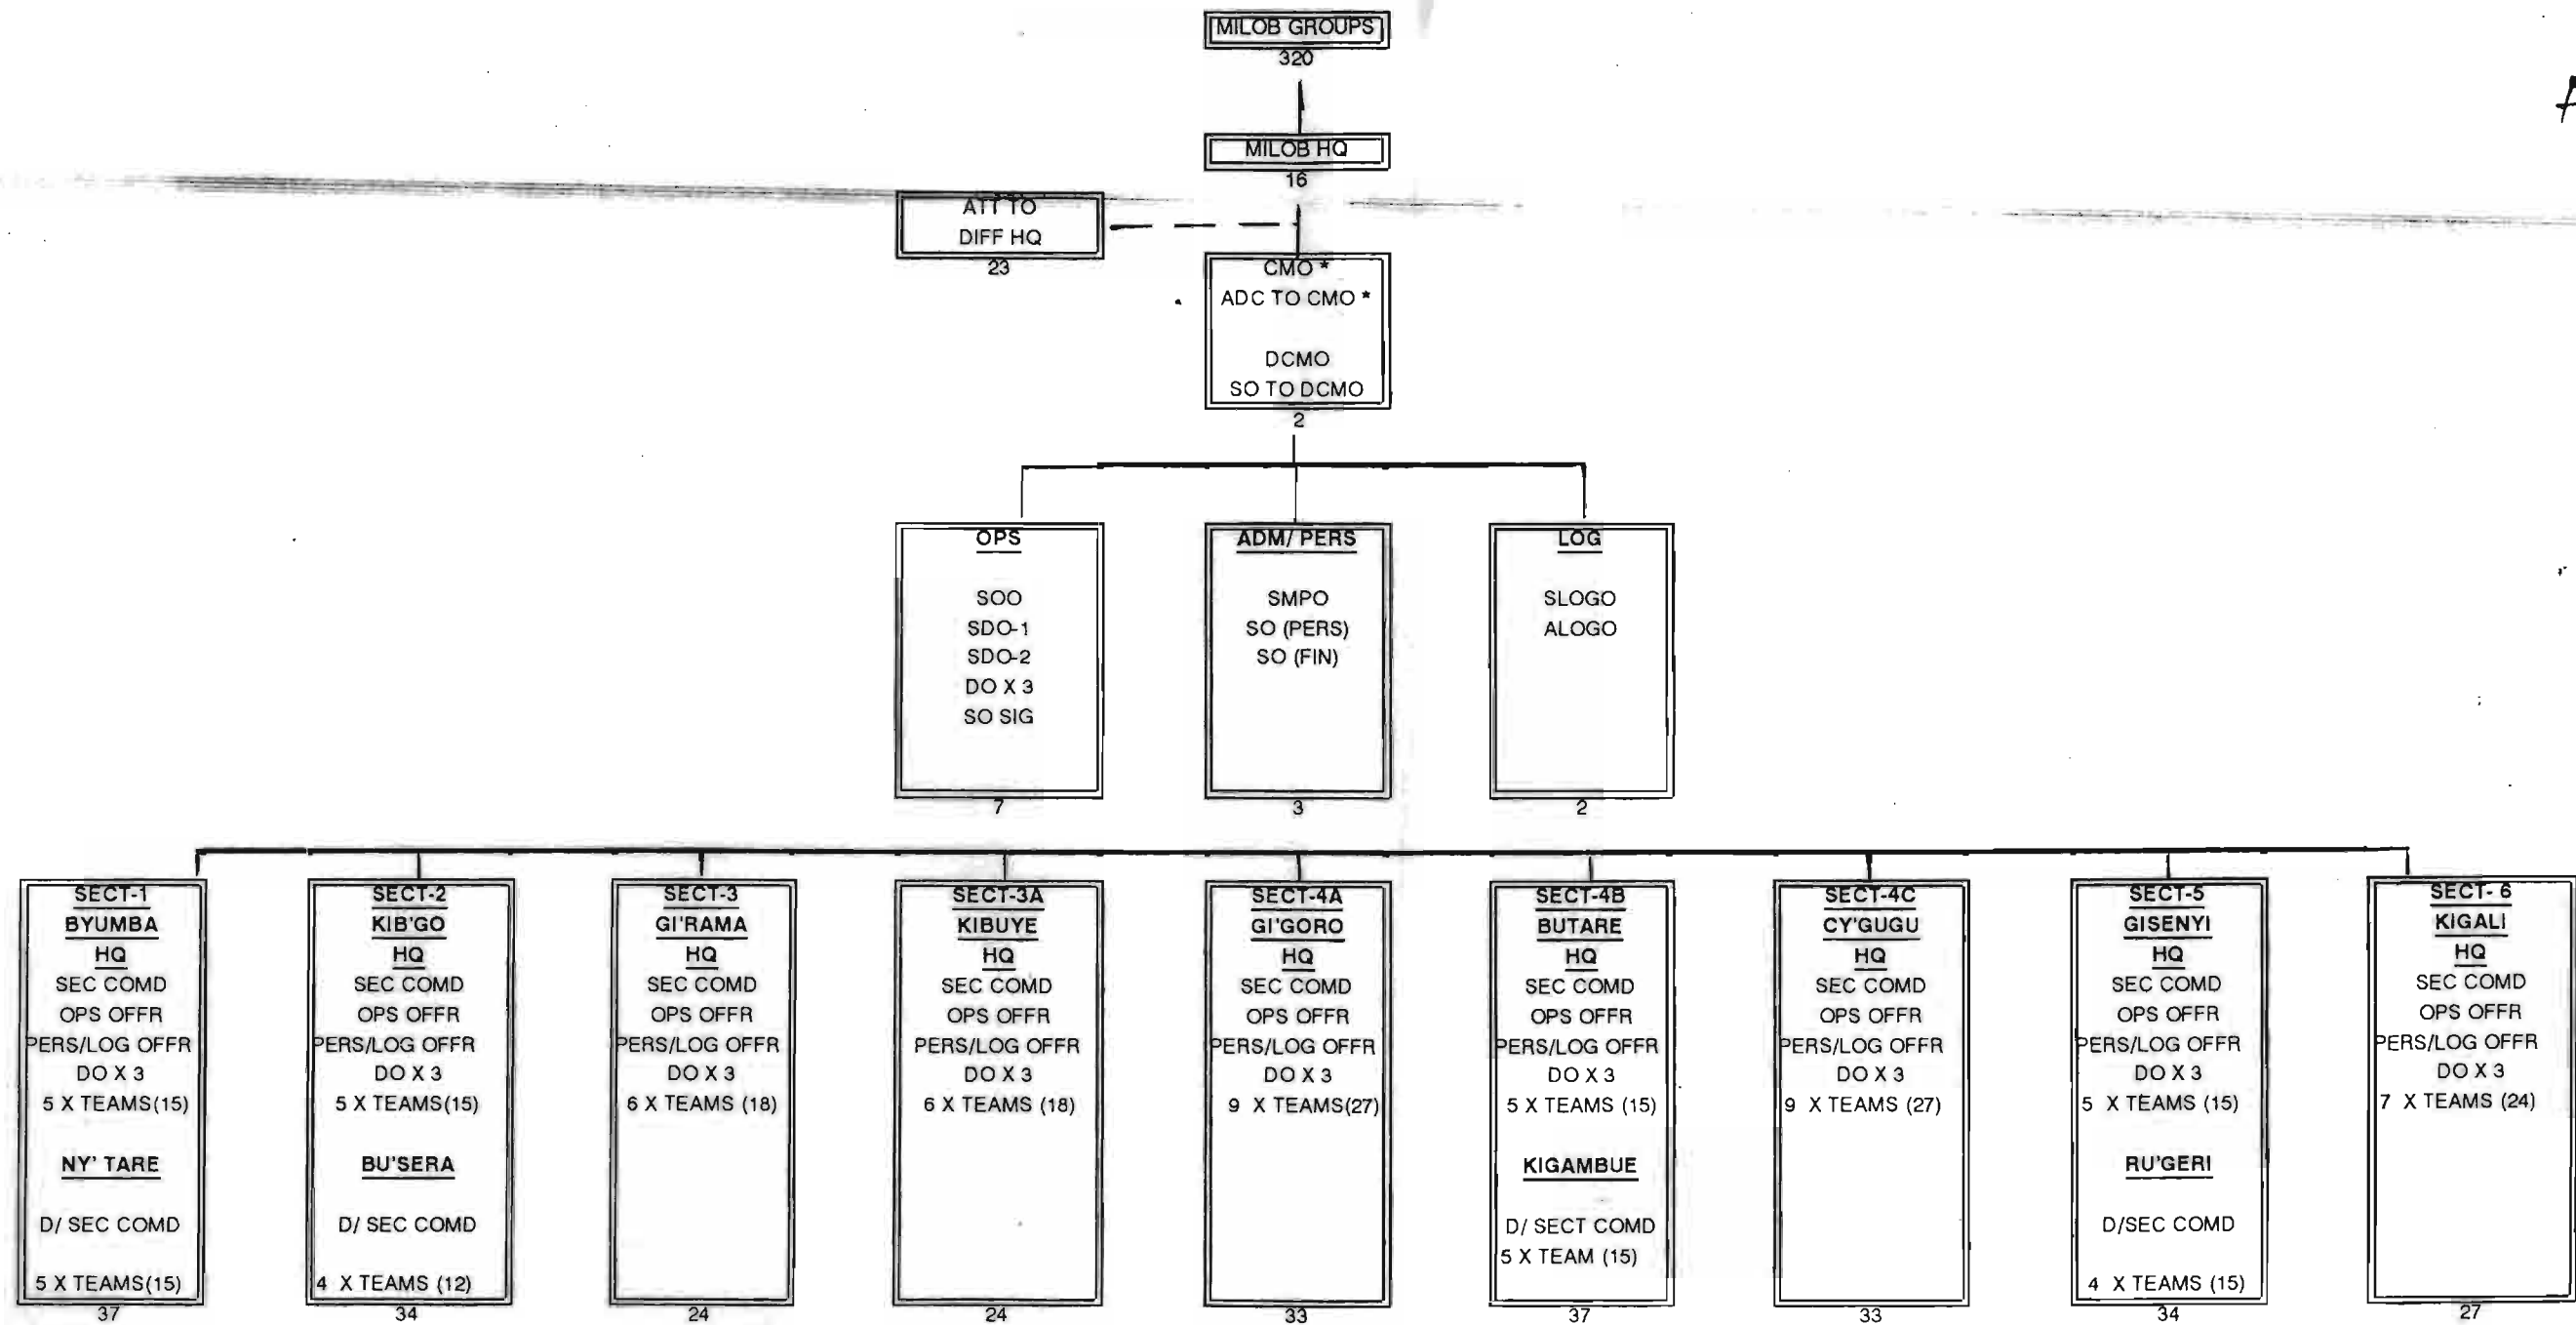 MILOB GROUPS
320
MILOB HQ
16
ATT TO
DIFF HQ
23
CMO *
ADC TO CMO *
DCMO
SO TO DCMO
2
OPS
SOO
SDO-1
SDO-2
DO X 3
SO SIG
7
ADM/ PERS
SMPO
SO (PERS)
SO (FIN)
3
LOG
SLOGO
ALOGO
2
SECT-1
BYUMBA
HQ
SEC COMD
OPS OFFR
PERS/LOG OFFR
DO X 3
5 X TEAMS(15)
NY' TARE
D/ SEC COMD
5 X TEAMS(15)
37
SECT-2
KIB'GO
HQ
SEC COMD
OPS OFFR
PERS/LOG OFFR
DO X 3
5 X TEAMS(15)
BU'SERA
D/ SEC COMD
4 X TEAMS (12)
34
SECT-3
GI'RAMA
HQ
SEC COMD
OPS OFFR
PERS/LOG OFFR
DO X 3
6 X TEAMS (18)
24
SECT-3A
KIBUYE
HQ
SEC COMD
OPS OFFR
PERS/LOG OFFR
DO X 3
6 X TEAMS (18)
24
SECT-4A
GI'GORO
HQ
SEC COMD
OPS OFFR
PERS/LOG OFFR
DO X 3
9 X TEAMS(27)
33
SECT-4B
BUTARE
HQ
SEC COMD
OPS OFFR
PERS/LOG OFFR
DO X 3
5 X TEAMS (15)
KIGAMBUE
D/ SECT COMD
5 X TEAM (15)
37
SECT-4C
CY'GUGU
HQ
SEC COMD
OPS OFFR
PERS/LOG OFFR
DO X 3
9 X TEAMS (27)
33
SECT-5
GISENYI
HQ
SEC COMD
OPS OFFR
PERS/LOG OFFR
DO X 3
5 X TEAMS (15)
RU'GERI
D/SEC COMD
4 X TEAMS (15)
34
SECT- 6
KIGALI
HQ
SEC COMD
OPS OFFR
PERS/LOG OFFR
DO X 3
7 X TEAMS (24)
27